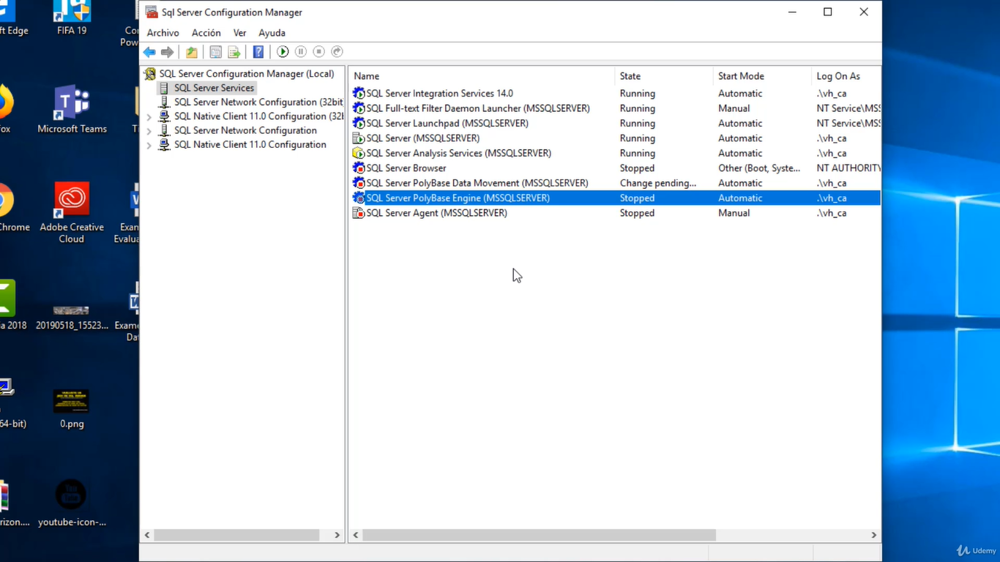 Sql Server Configuration Manager
Archivo Acción Ver Ayuda
SQL Server Configuration Manager (Local)
SQL Server Services
SQL Server Network Configuration (32bit
SQL Native Client 11.0 Configuration (32b
SQL Server Network Configuration
SQL Native Client 11.0 Configuration
Name State Start Mode Log On As
SQL Server Integration Services 14.0 Running Automatic .\vh_ca
SQL Full-text Filter Daemon Launcher (MSSQLSERVER) Running Manual NT Service\MSS
SQL Server Launchpad (MSSQLSERVER) Running Automatic NT Service\MSS
SQL Server (MSSQLSERVER) Running Automatic .\vh_ca
SQL Server Analysis Services (MSSQLSERVER) Running Automatic .\vh_ca
SQL Server Browser Stopped Other (Boot, Syste... NT AUTHORITY
SQL Server PolyBase Data Movement (MSSQLSERVER) Change pending... Automatic .\vh_ca
SQL Server PolyBase Engine (MSSQLSERVER) Stopped Automatic .\vh_ca
SQL Server Agent (MSSQLSERVER) Stopped Manual .\vh_ca
ft Edge
FIFA 19
Pow
Microsoft Teams
fox
Chrome
Adobe Creative
Cloud
Exam
Evalua
ia 2018
20190518_15523...
Exame
Da
64-bit)
0.png
You
Tube
rizon....
youtube-icon-...
Udemy